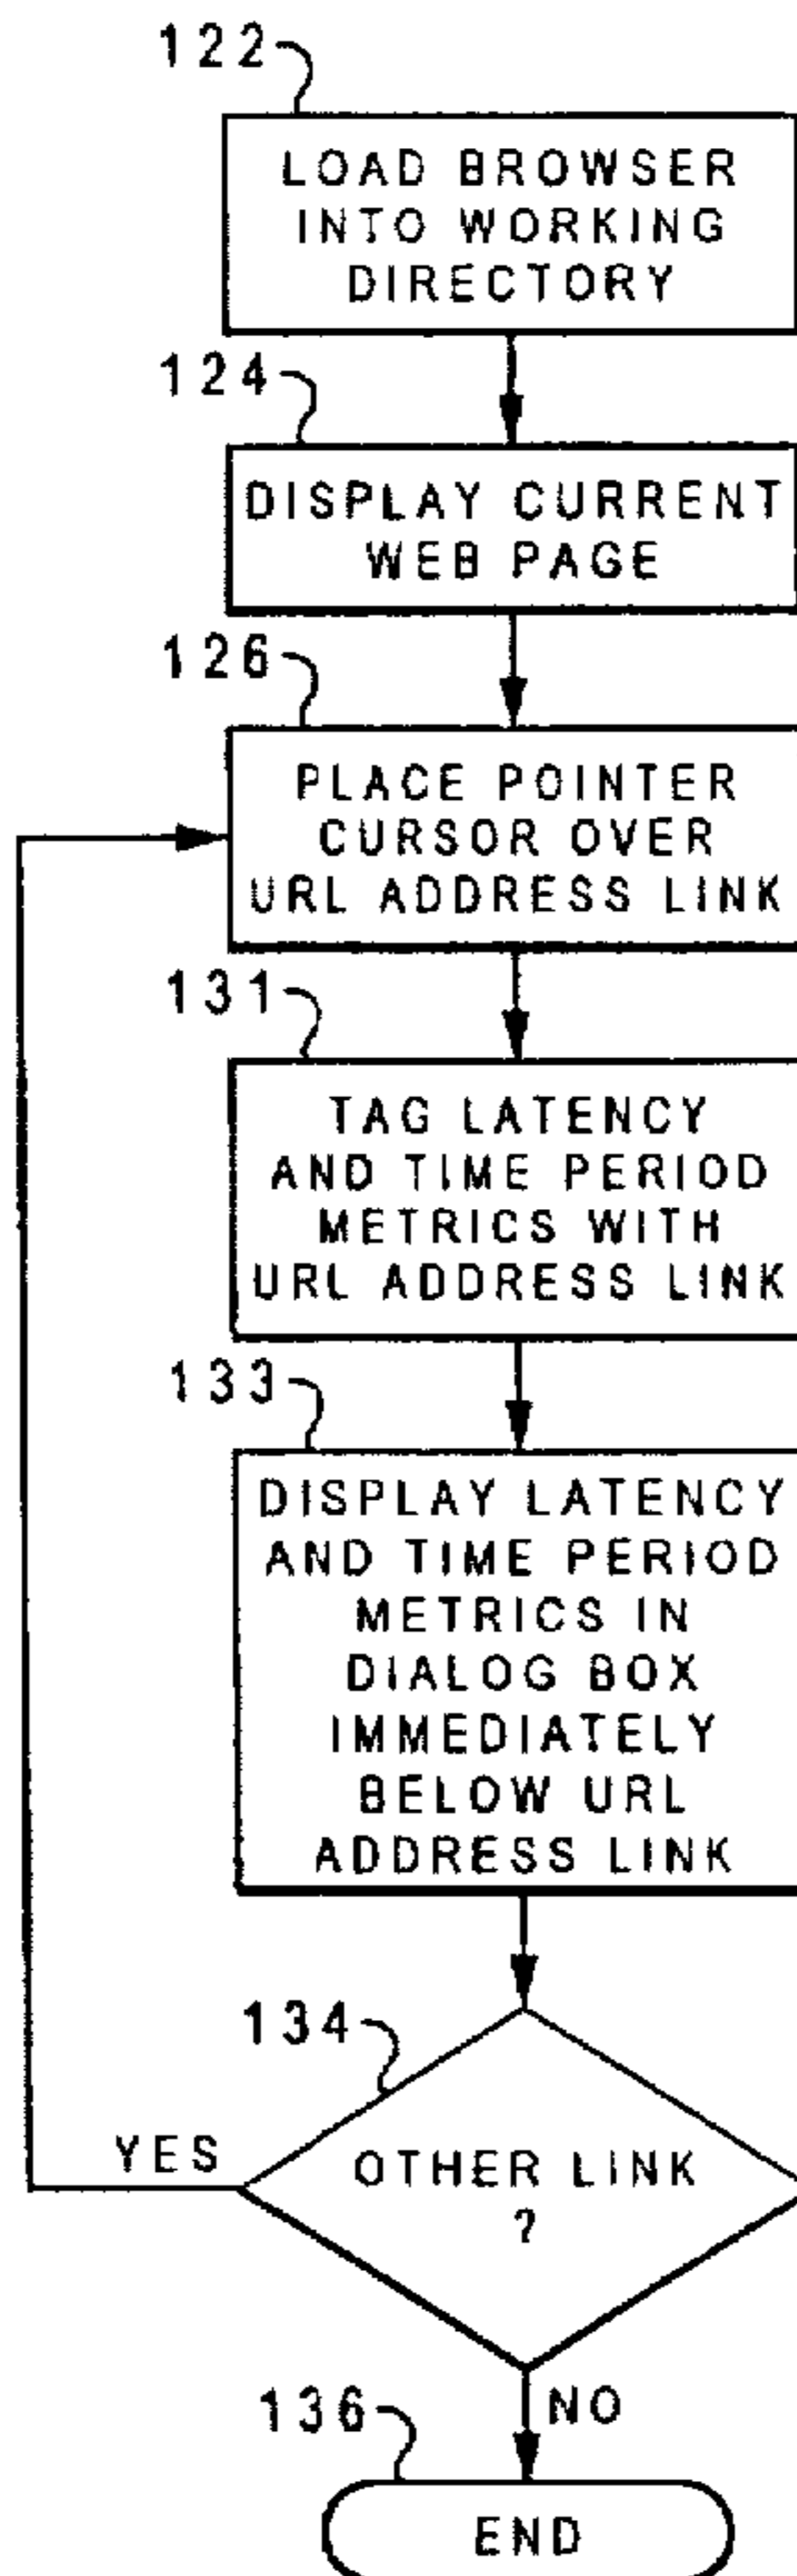 122
LOAD BROWSER
INTO WORKING
DIRECTORY
124
DISPLAY CURRENT
WEB PAGE
126
PLACE POINTER
CURSOR OVER
URL ADDRESS LINK
131
TAG LATENCY
AND TIME PERIOD
METRICS WITH
URL ADDRESS LINK
133
DISPLAY LATENCY
AND TIME PERIOD
METRICS IN
DIALOG BOX
IMMEDIATELY
BELOW URL
ADDRESS LINK
134
YES
OTHER LINK
?
NO
136
END